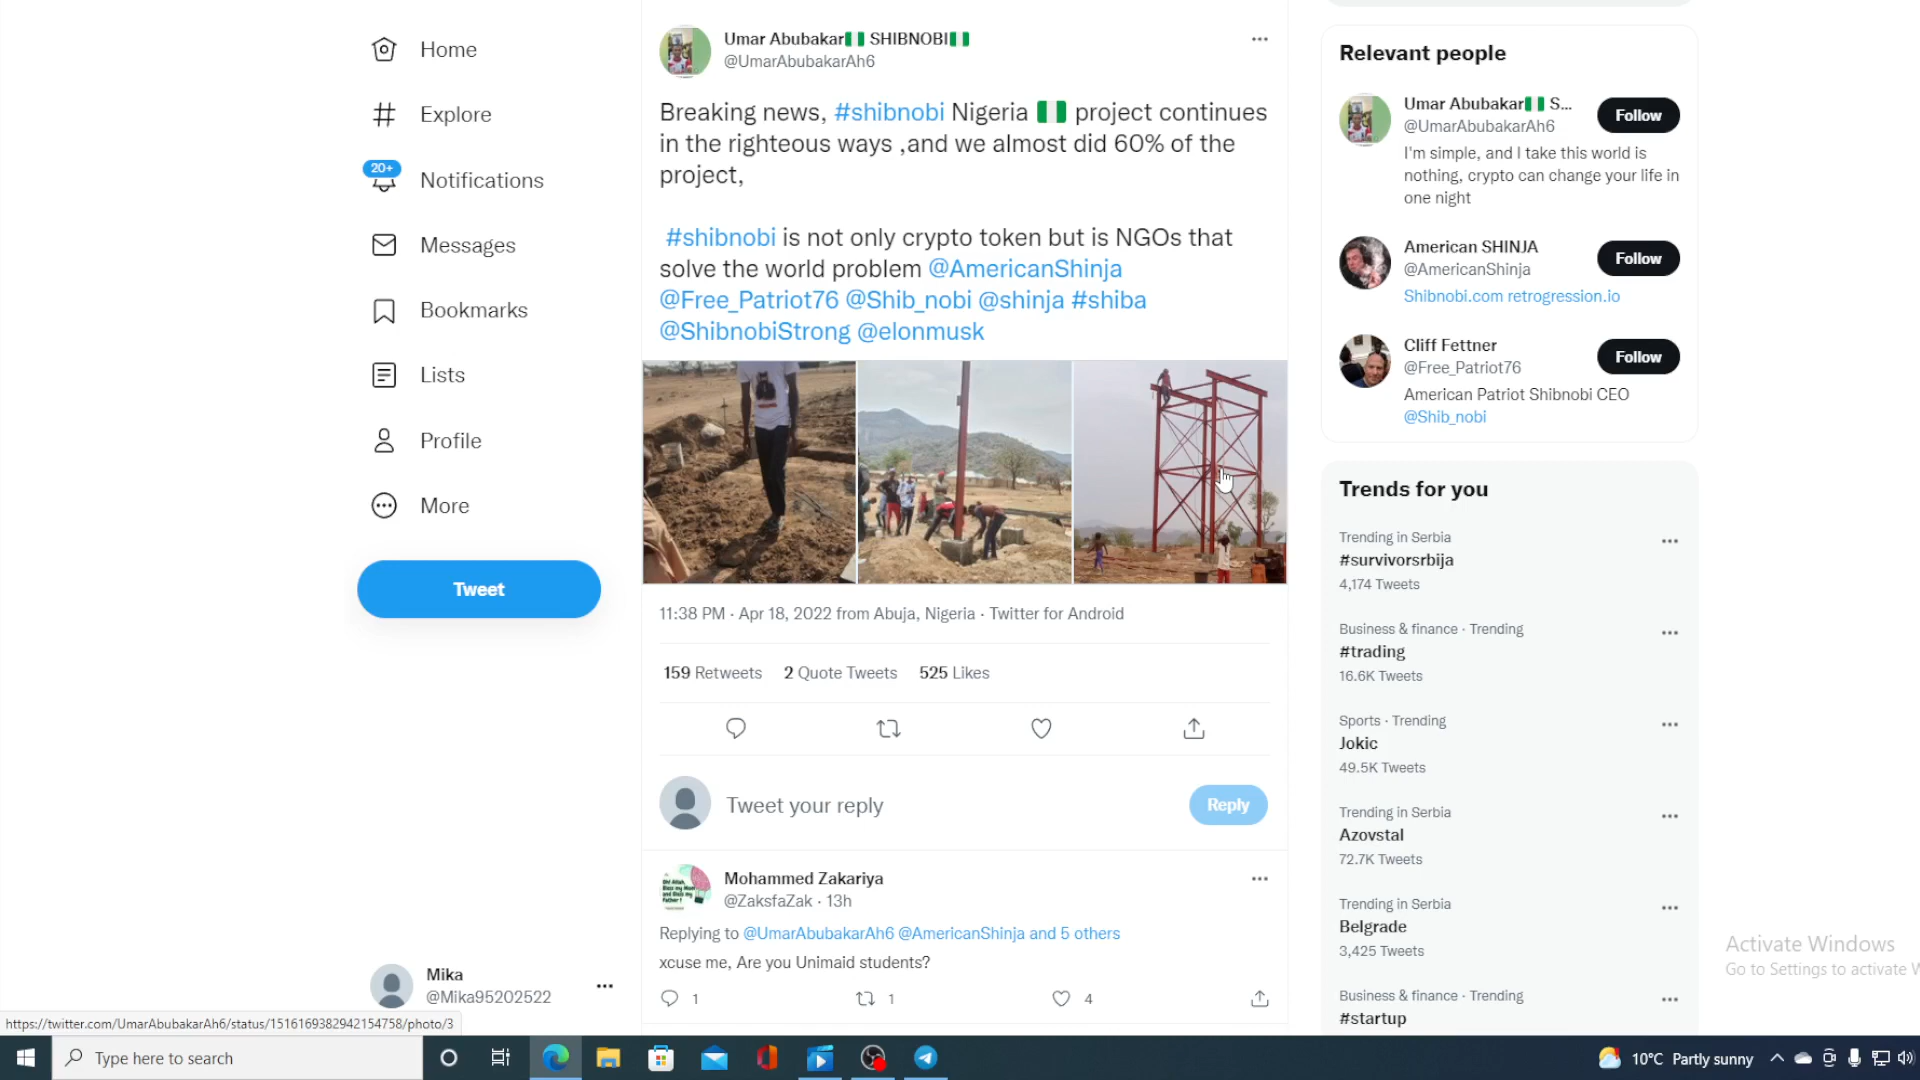 Home
Explore
20+
Notifications
Messages
Bookmarks
Lists
Profile
More
Tweet
Mika
@Mika95202522
Umar Abubakar🇳🇬 SHIBNOBI🇳🇬
@UmarAbubakarAh6
Breaking news, #shibnobi Nigeria 🇳🇬 project continues
in the righteous ways ,and we almost did 60% of the
project,
#shibnobi is not only crypto token but is NGOs that
solve the world problem @AmericanShinja
@Free_Patriot76 @Shib_nobi @shinja #shiba
@ShibnobiStrong @elonmusk
11:38 PM · Apr 18, 2022 from Abuja, Nigeria · Twitter for Android
159 Retweets 2 Quote Tweets 525 Likes
Tweet your reply
Reply
Mohammed Zakariya
@ZaksfaZak · 13h
Replying to @UmarAbubakarAh6 @AmericanShinja and 5 others
xcuse me, Are you Unimaid students?
1 1 4
Relevant people
Umar Abubakar🇳🇬 S...
@UmarAbubakarAh6
Follow
I'm simple, and I take this world is
nothing, crypto can change your life in
one night
American SHINJA
@AmericanShinja
Follow
Shibnobi.com retrogression.io
Cliff Fettner
@Free_Patriot76
Follow
American Patriot Shibnobi CEO
@Shib_nobi
Trends for you
Trending in Serbia
#survivorsrbija
4,174 Tweets
Business & finance · Trending
#trading
16.6K Tweets
Sports · Trending
Jokic
49.5K Tweets
Trending in Serbia
Azovstal
72.7K Tweets
Trending in Serbia
Belgrade
3,425 Tweets
Business & finance · Trending
#startup
Activate Windows
Go to Settings to activate W
https://twitter.com/UmarAbubakarAh6/status/1516169382942154758/photo/3
Type here to search
10°C Partly sunny